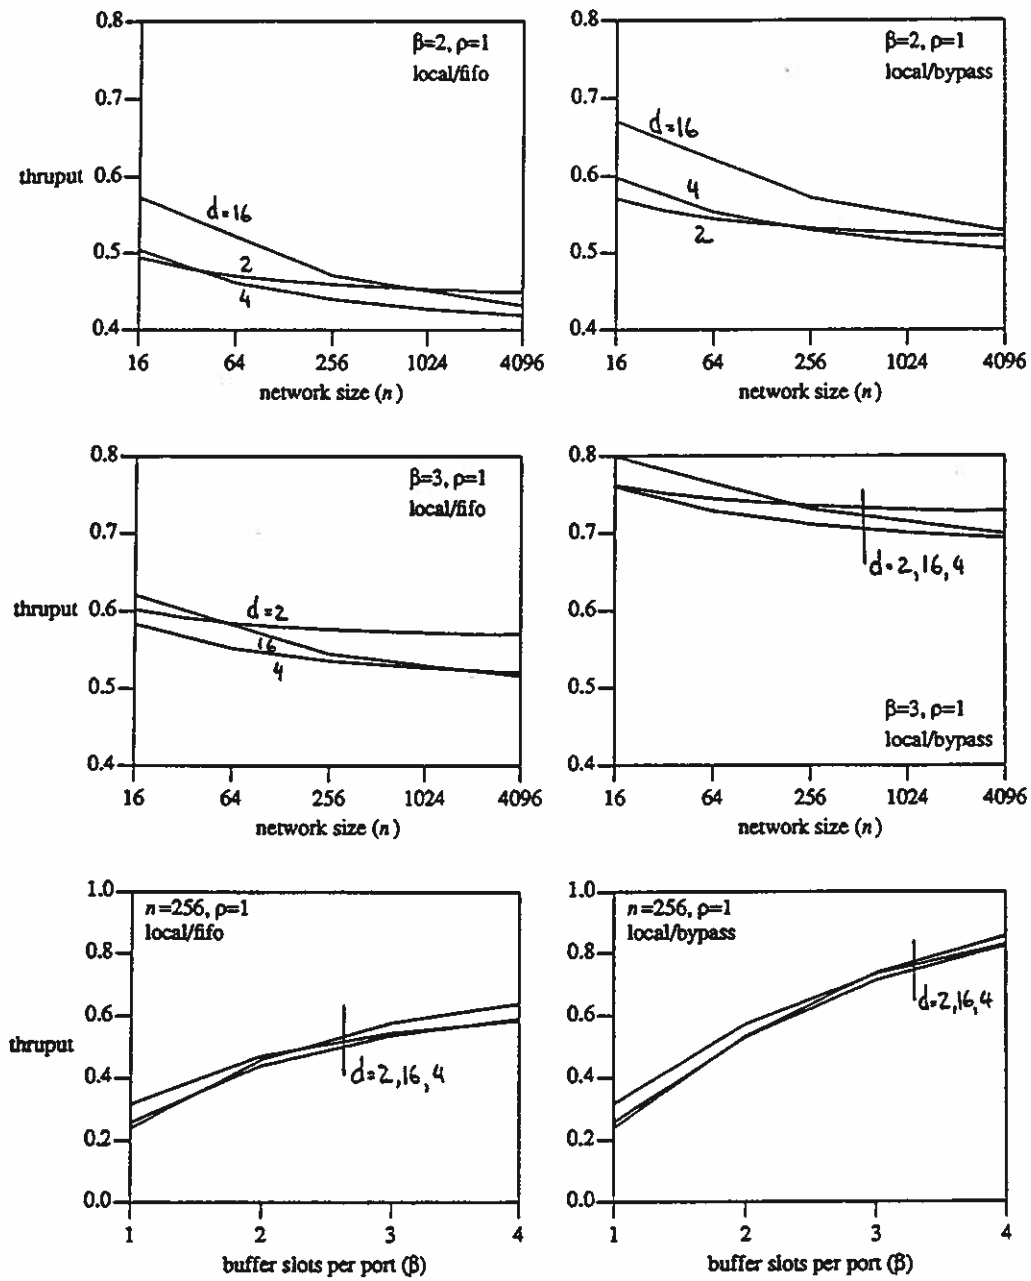 0.8
0.7
thruput 0.6
0.5
0.4
β=2, ρ=1
local/fifo
d=16
2
4
16 64 256 1024 4096
network size (n)
0.8
0.7
0.6
0.5
0.4
β=2, ρ=1
local/bypass
d=16
4
2
16 64 256 1024 4096
network size (n)
0.8
0.7
thruput 0.6
0.5
0.4
β=3, ρ=1
local/fifo
d=2
16
4
16 64 256 1024 4096
network size (n)
0.8
0.7
0.6
0.5
0.4
d=2,16,4
β=3, ρ=1
local/bypass
16 64 256 1024 4096
network size (n)
1.0
0.8
0.6
thruput
0.4
0.2
0.0
n=256, ρ=1
local/fifo
d=2,16,4
1 2 3 4
buffer slots per port (β)
1.0
0.8
0.6
0.4
0.2
0.0
n=256, ρ=1
local/bypass
d=2,16,4
1 2 3 4
buffer slots per port (β)